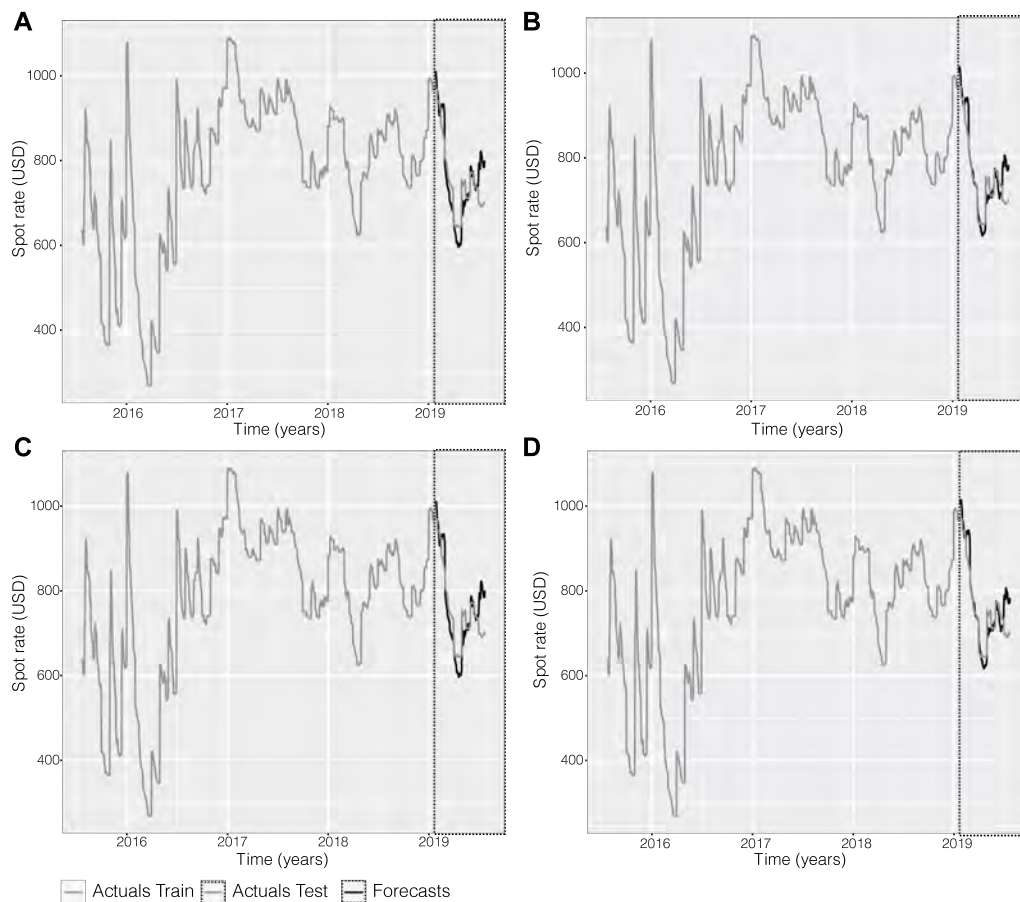 A
Spot rate (USD)
1000
800
600
400
2016
2017
2018
2019
Time (years)
B
Spot rate (USD)
1000
800
600
400
2016
2017
2018
2019
Time (years)
C
Spot rate (USD)
1000
800
600
400
2016
2017
2018
2019
Time (years)
D
Spot rate (USD)
1000
800
600
400
2016
2017
2018
2019
Time (years)
Actuals Train
Actuals Test
Forecasts